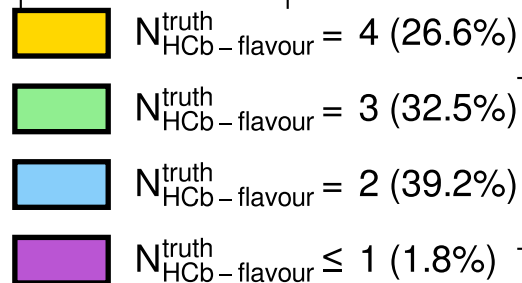 N^truth_HCb – flavour = 4 (26.6%)
N^truth_HCb – flavour = 3 (32.5%)
N^truth_HCb – flavour = 2 (39.2%)
N^truth_HCb – flavour ≤ 1 (1.8%)